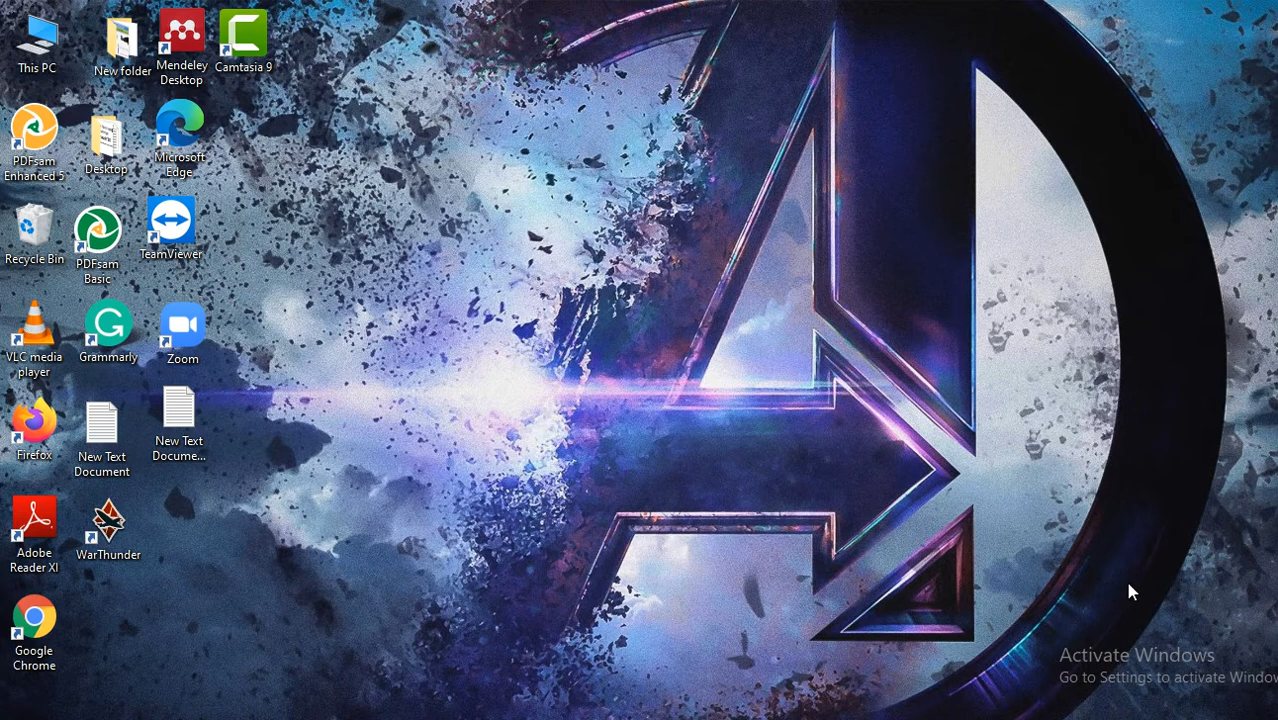 This PC
New folder
Mendeley
Desktop
Camtasia 9
PDFsam
Enhanced 5
Desktop
Microsoft
Edge
Recycle Bin
PDFsam
Basic
TeamViewer
VLC media
player
Grammarly
Zoom
Firefox
New Text
Document
New Text
Docume...
Adobe
Reader XI
WarThunder
Google
Chrome
Activate Windows
Go to Settings to activate Window